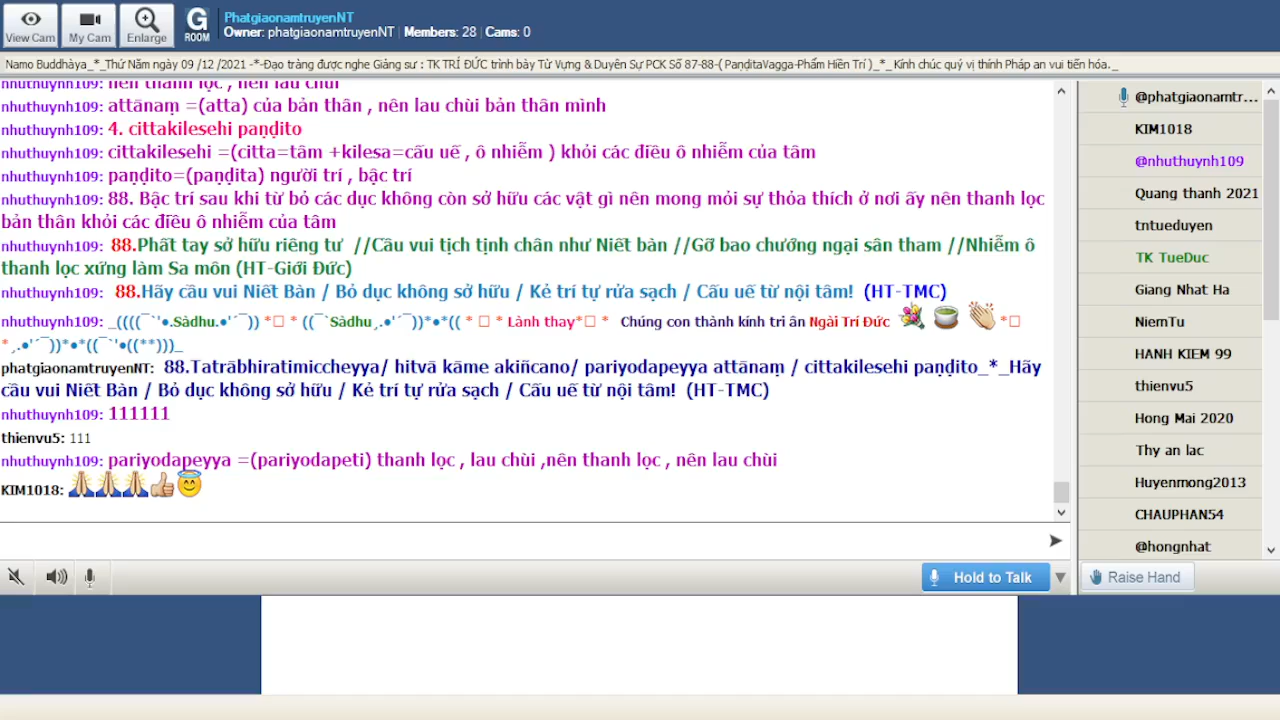 View Cam
My Cam
Enlarge
G
ROOM
PhatgiaonamtruyenNT
Owner: phatgiaonamtruyenNT | Members: 28 | Cams: 0
Namo Buddhàya_*_Thứ Năm ngày 09 /12 /2021 -*-Đạo tràng được nghe Giảng sư : TK TRÍ ĐỨC trình bày Từ Vựng & Duyên Sự PCK Số 87-88-( PaṇḍitaVagga-Phẩm Hiền Trí )_*_ Kính chúc quý vị thính Pháp an vui tiến hóa._
nhuthuynh109: nên thanh lọc , nên lau chùi
attānaṃ =(atta) của bản thân , nên lau chùi bản thân mình
nhuthuynh109: 4. cittakilesehi paṇḍito
nhuthuynh109: cittakilesehi =(citta=tâm +kilesa=cấu uế , ô nhiễm ) khỏi các điều ô nhiễm của tâm
nhuthuynh109: paṇḍito=(paṇḍita) người trí , bậc trí
nhuthuynh109: 88. Bậc trí sau khi từ bỏ các dục không còn sở hữu các vật gì nên mong mỏi sự thỏa thích ở nơi ấy nên thanh lọc
bản thân khỏi các điều ô nhiễm của tâm
nhuthuynh109: 88.Phất tay sở hữu riêng tư //Cầu vui tịch tịnh chân như Niết bàn //Gỡ bao chướng ngại sân tham //Nhiễm ô
thanh lọc xứng làm Sa môn (HT-Giới Đức)
nhuthuynh109: 88.Hãy cầu vui Niết Bàn / Bỏ dục không sở hữu / Kẻ trí tự rửa sạch / Cấu uế từ nội tâm! (HT-TMC)
nhuthuynh109: _((((¯`'•.Sàdhu.•'´¯)) *▯ * ((¯`Sàdhu¸.•'´¯))*•*(( * ▯ * Lành thay*▯ * Chúng con thành kính tri ân Ngài Trí Đức 💐 🍵 👏 *▯
*¸.•'´¯))*•*((¯`'•((**)))_
phatgiaonamtruyenNT: 88.Tatrābhiratimiccheyya/ hitvā kāme akiñcano/ pariyodapeyya attānaṃ / cittakilesehi paṇḍito_*_Hãy
cầu vui Niết Bàn / Bỏ dục không sở hữu / Kẻ trí tự rửa sạch / Cấu uế từ nội tâm! (HT-TMC)
nhuthuynh109: 111111
thienvu5: 111
nhuthuynh109: pariyodapeyya =(pariyodapeti) thanh lọc , lau chùi ,nên thanh lọc , nên lau chùi
KIM1018: 🙏🙏🙏👍😇
Hold to Talk
@phatgiaonamtr...
KIM1018
@nhuthuynh109
Quang thanh 2021
tntueduyen
TK TueDuc
Giang Nhat Ha
NiemTu
HANH KIEM 99
thienvu5
Hong Mai 2020
Thy an lac
Huyenmong2013
CHAUPHAN54
@hongnhat
Raise Hand